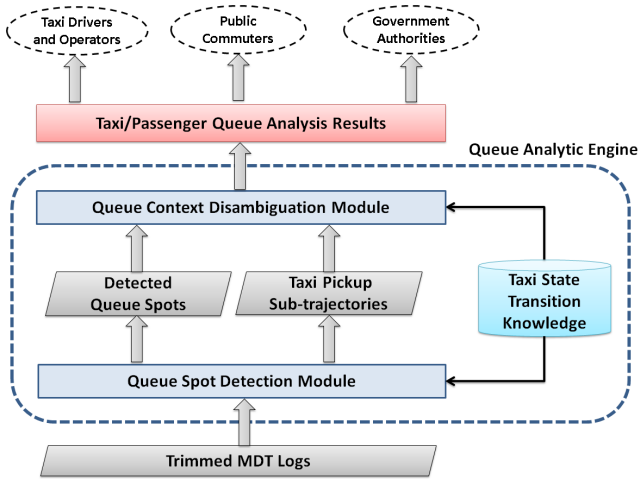 Taxi Drivers
and Operators
Public
Commuters
Government
Authorities
Taxi/Passenger Queue Analysis Results
Queue Analytic Engine
Queue Context Disambiguation Module
Detected
Queue Spots
Taxi Pickup
Sub-trajectories
Taxi State
Transition
Knowledge
Queue Spot Detection Module
Trimmed MDT Logs